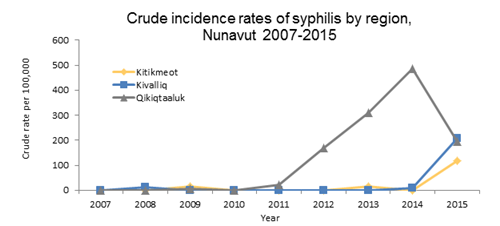 Crude incidence rates of syphilis by region,
Nunavut 2007-2015
600
500
400
300
200
100
0
Crude rate per 100,000
Kitikmeot
Kivalliq
Qikiqtaaluk
2007 2008 2009 2010 2011 2012 2013 2014 2015
Year